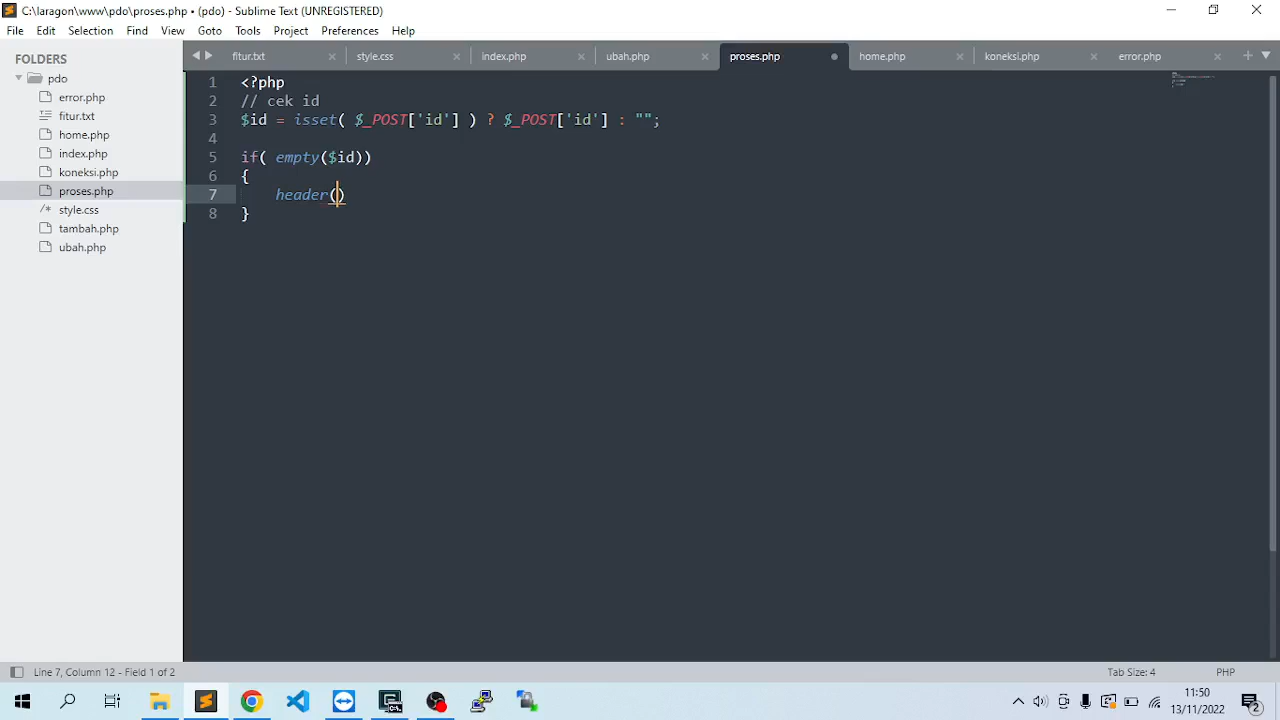 C:\laragon\www\pdo\proses.php • (pdo) - Sublime Text (UNREGISTERED)
File Edit Selection Find View Goto Tools Project Preferences Help
FOLDERS
pdo
error.php
fitur.txt
home.php
index.php
koneksi.php
proses.php
style.css
tambah.php
ubah.php
fitur.txt style.css index.php ubah.php proses.php home.php koneksi.php error.php
1 <?php
2 // cek id
3 $id = isset( $_POST['id'] ) ? $_POST['id'] : "";
4
5 if( empty($id))
6 {
7 header()
8 }
Line 7, Column 12 - Field 1 of 2
Tab Size: 4 PHP
11:50
13/11/2022
2